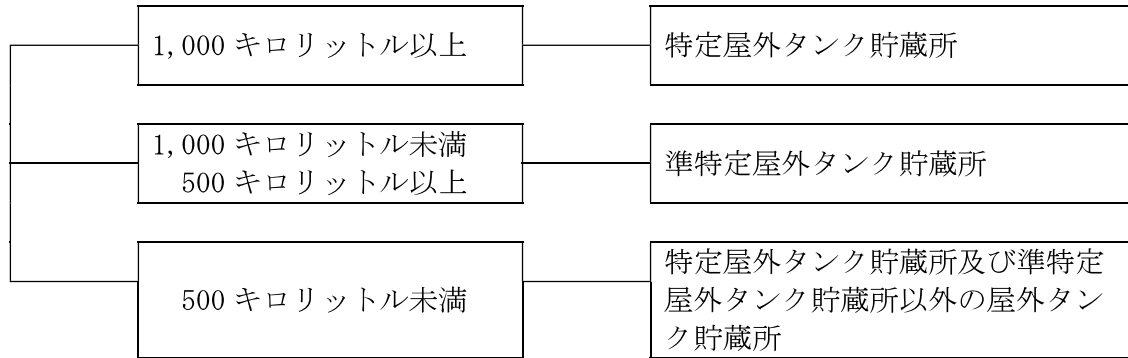 1,000 キロリットル以上
特定屋外タンク貯蔵所
1,000 キロリットル未満
500 キロリットル以上
準特定屋外タンク貯蔵所
500 キロリットル未満
特定屋外タンク貯蔵所及び準特定
屋外タンク貯蔵所以外の屋外タン
ク貯蔵所